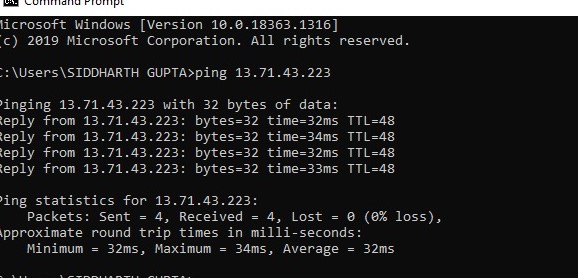 Command Prompt
Microsoft Windows [Version 10.0.18363.1316]
(c) 2019 Microsoft Corporation. All rights reserved.
C:\Users\SIDDHARTH GUPTA>ping 13.71.43.223
Pinging 13.71.43.223 with 32 bytes of data:
Reply from 13.71.43.223: bytes=32 time=32ms TTL=48
Reply from 13.71.43.223: bytes=32 time=34ms TTL=48
Reply from 13.71.43.223: bytes=32 time=32ms TTL=48
Reply from 13.71.43.223: bytes=32 time=33ms TTL=48
Ping statistics for 13.71.43.223:
Packets: Sent = 4, Received = 4, Lost = 0 (0% loss),
Approximate round trip times in milli-seconds:
Minimum = 32ms, Maximum = 34ms, Average = 32ms